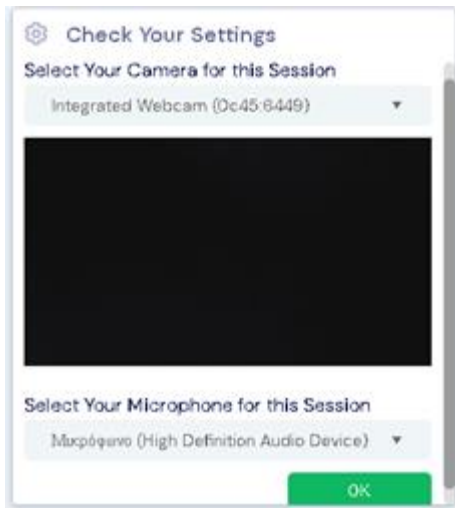 Check Your Settings
Select Your Camera for this Session
Integrated Webcam (0c45:6449)
Select Your Microphone for this Session
Μικρόφωνο (High Definition Audio Device)
OK